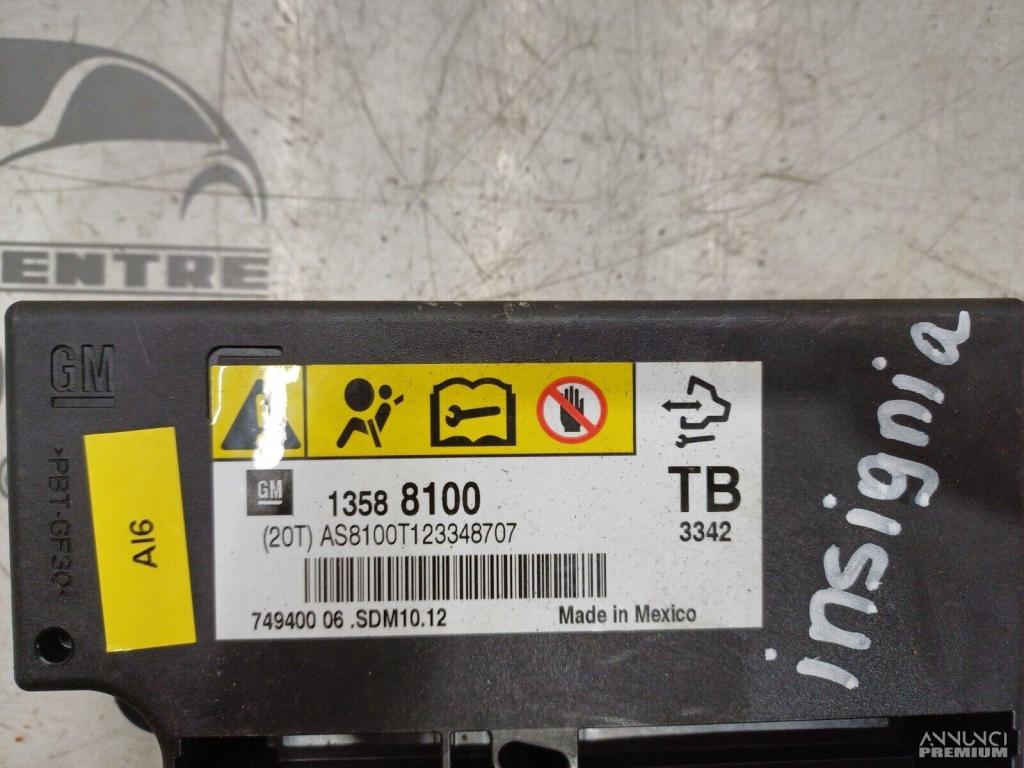 ENTRE
GM
>PBT-GF30<
AI6
GM
1358 8100
(20T) AS8100T123348707
749400 06 .SDM10.12
Made in Mexico
TB
3342
insignia
ANNUNCI
PREMIUM